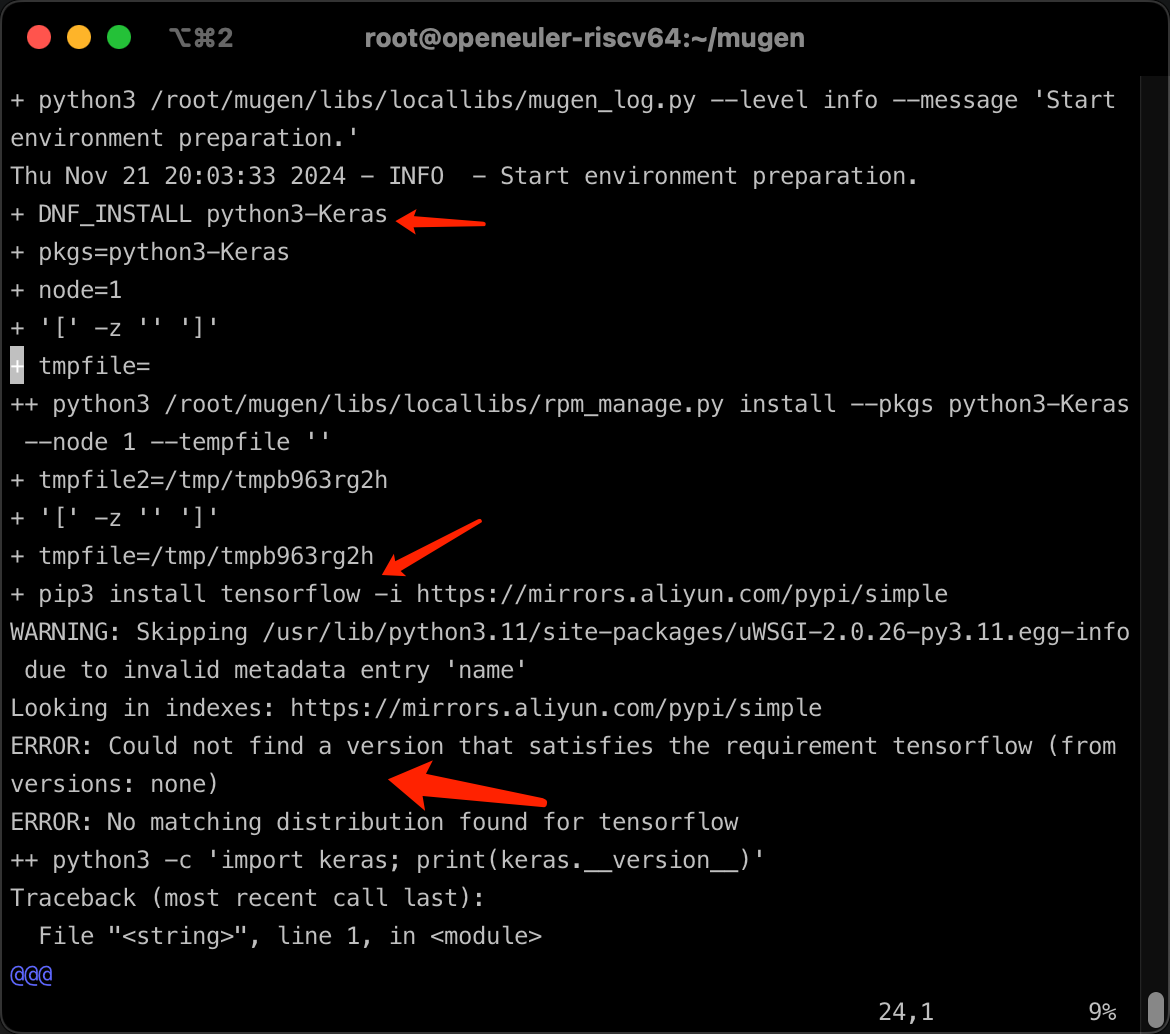 ⌥⌘2
root@openeuler-riscv64:~/mugen
+ python3 /root/mugen/libs/locallibs/mugen_log.py --level info --message 'Start
environment preparation.'
Thu Nov 21 20:03:33 2024 - INFO  - Start environment preparation.
+ DNF_INSTALL python3-Keras
+ pkgs=python3-Keras
+ node=1
+ '[' -z '' ']'
+ tmpfile=
++ python3 /root/mugen/libs/locallibs/rpm_manage.py install --pkgs python3-Keras
 --node 1 --tempfile ''
+ tmpfile2=/tmp/tmpb963rg2h
+ '[' -z '' ']'
+ tmpfile=/tmp/tmpb963rg2h
+ pip3 install tensorflow -i https://mirrors.aliyun.com/pypi/simple
WARNING: Skipping /usr/lib/python3.11/site-packages/uWSGI-2.0.26-py3.11.egg-info
 due to invalid metadata entry 'name'
Looking in indexes: https://mirrors.aliyun.com/pypi/simple
ERROR: Could not find a version that satisfies the requirement tensorflow (from
versions: none)
ERROR: No matching distribution found for tensorflow
++ python3 -c 'import keras; print(keras.__version__)'
Traceback (most recent call last):
  File "<string>", line 1, in <module>
@@@
24,1 9%